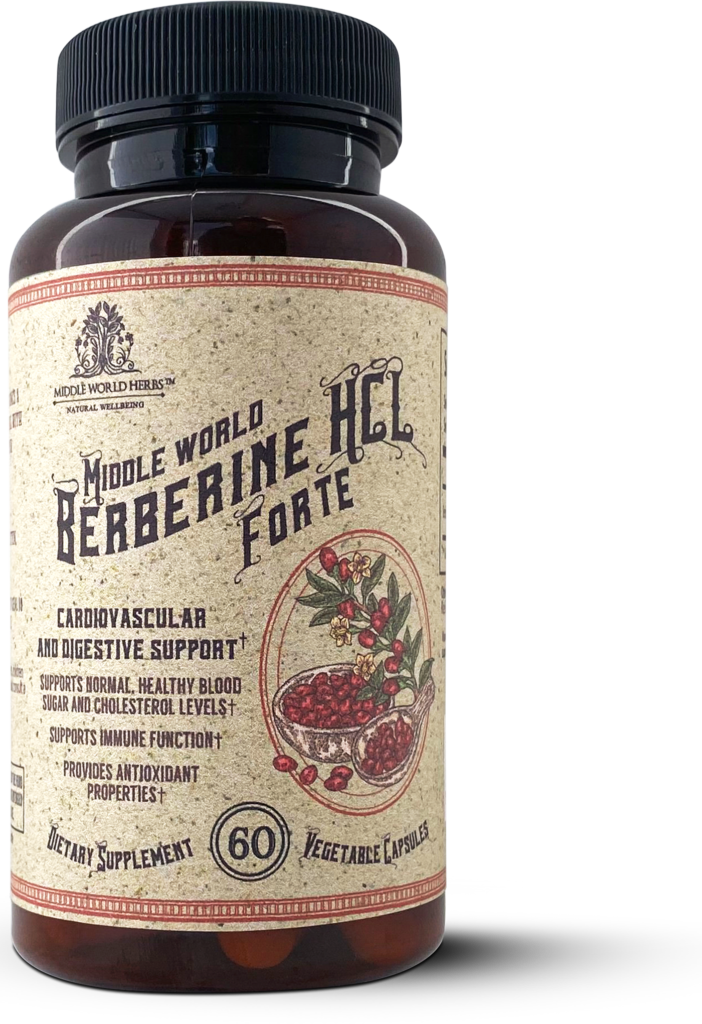 MIDDLE WORLD HERBS™
NATURAL WELLBEING
MIDDLE WORLD
BERBERINE HCL
FORTE
CARDIOVASCULAR
AND DIGESTIVE SUPPORT†
SUPPORTS NORMAL, HEALTHY BLOOD
SUGAR AND CHOLESTEROL LEVELS†
SUPPORTS IMMUNE FUNCTION†
PROVIDES ANTIOXIDANT
PROPERTIES†
DIETARY SUPPLEMENT 60 VEGETABLE CAPSULES